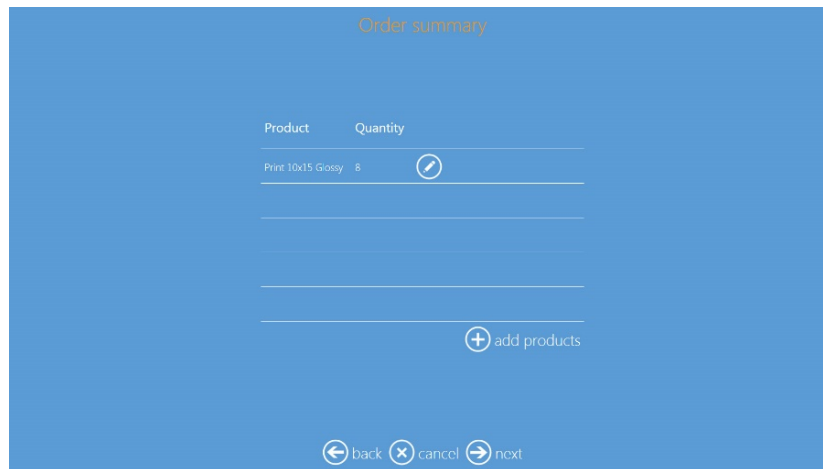 Order summary
Product Quantity
Print 10x15 Glossy 8
add products
back cancel next